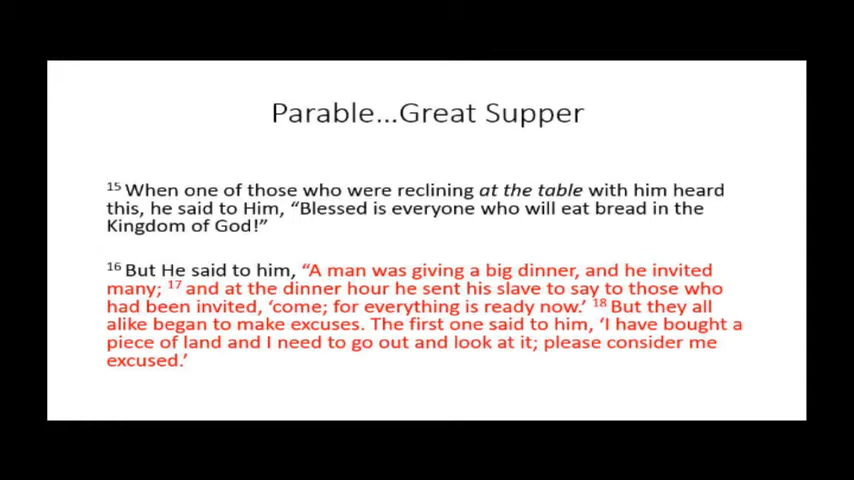 Parable...Great Supper
15 When one of those who were reclining at the table with him heard
this, he said to Him, “Blessed is everyone who will eat bread in the
Kingdom of God!”
16 But He said to him, “A man was giving a big dinner, and he invited
many; 17 and at the dinner hour he sent his slave to say to those who
had been invited, ‘come; for everything is ready now.’ 18 But they all
alike began to make excuses. The first one said to him, ‘I have bought a
piece of land and I need to go out and look at it; please consider me
excused.’